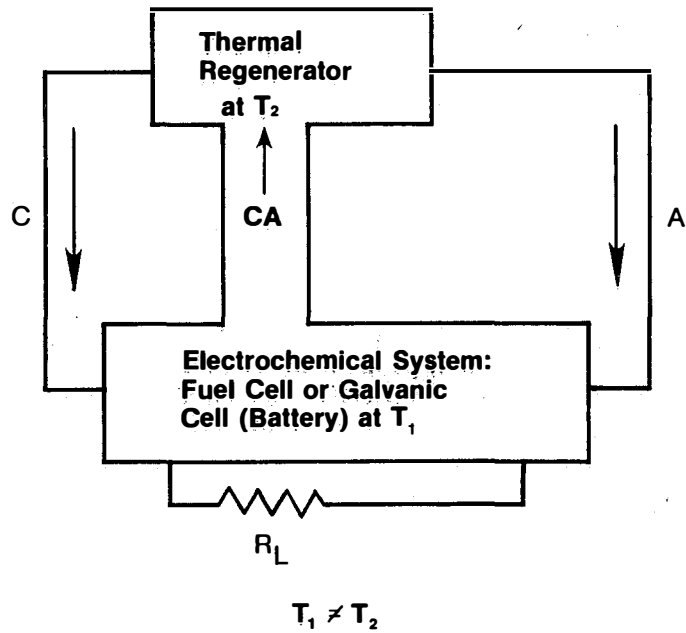 Thermal
Regenerator
at T₂
C
CA
A
Electrochemical System:
Fuel Cell or Galvanic
Cell (Battery) at T₁
R_L
T₁ ≠ T₂